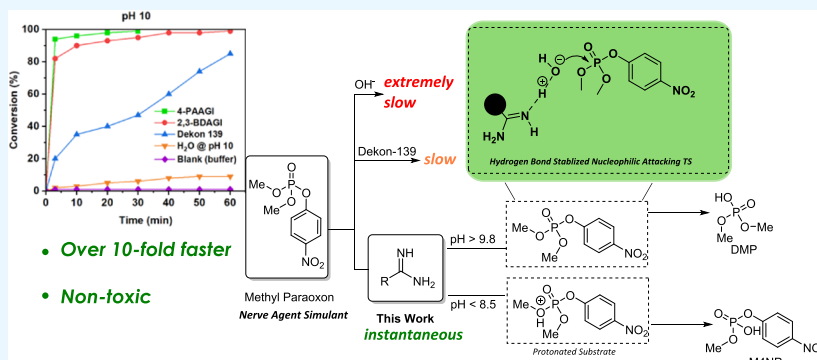 pH 10
Conversion (%)
100
80
60
40
20
0
4-PAAGI
2,3-BDAGI
Dekon 139
H₂O @ pH 10
Blank (buffer)
0 10 20 30 40 50 60
Time (min)
• Over 10-fold faster
• Non-toxic
O
MeO P O
MeO
NO₂
Methyl Paraoxon
Nerve Agent Simulant
OH⁻ extremely slow
Dekon-139 slow
NH
R NH₂
This Work
instantaneous
H O⊖
⊕
H
N H
H₂N
O
O P O
O
NO₂
Hydrogen Bond Stablized Nucleophilic Attacking TS
pH > 9.8
O
O P O
Me O
Me
NO₂
HO O
P
O O-Me
Me
DMP
pH < 8.5
O
MeO P O
⊕
H O
Me
NO₂
Protonated Substrate
O
P O
O OH
Me